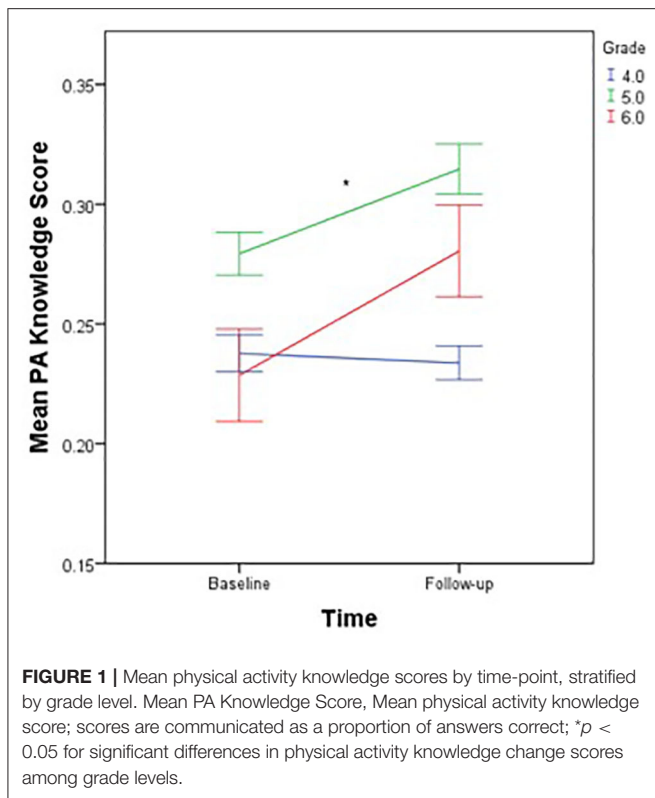 Grade
4.0
5.0
6.0
0.35
0.30
0.25
0.20
0.15
Mean PA Knowledge Score
*
Baseline
Follow-up
Time
FIGURE 1 | Mean physical activity knowledge scores by time-point, stratified
by grade level. Mean PA Knowledge Score, Mean physical activity knowledge
score; scores are communicated as a proportion of answers correct; *p <
0.05 for significant differences in physical activity knowledge change scores
among grade levels.